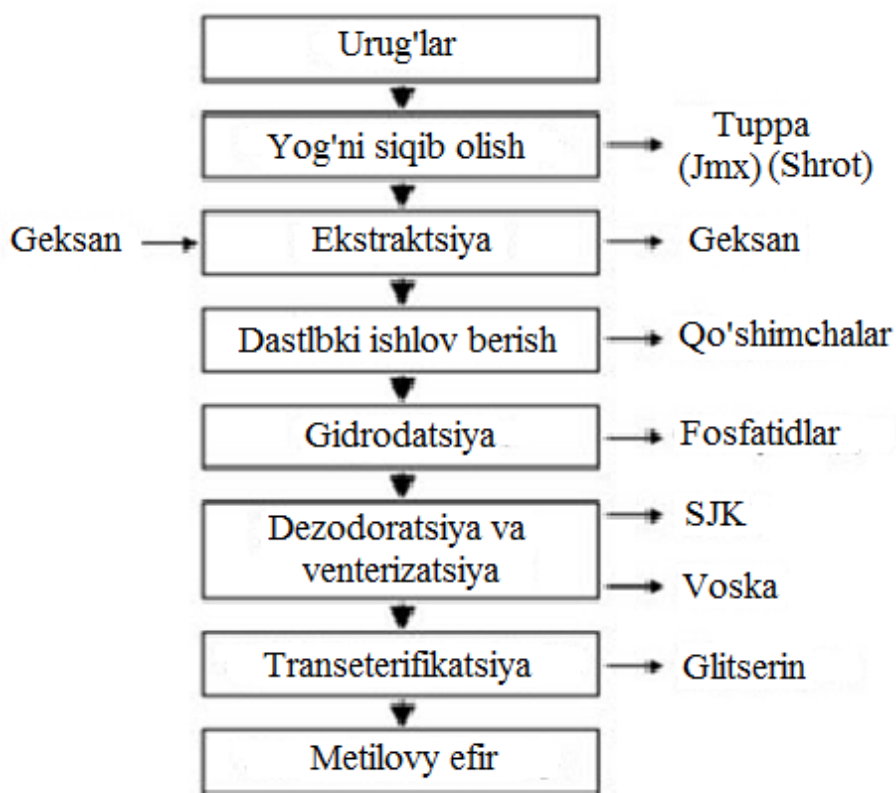 Urug'lar
Yog'ni siqib olish
Tuppa
(Jmx) (Shrot)
Geksan
Ekstraktsiya
Geksan
Dastlbki ishlov berish
Qo'shimchalar
Gidrodatsiya
Fosfatidlar
Dezodoratsiya va
venterizatsiya
SJK
Voska
Transeterifikatsiya
Glitserin
Metilovy efir